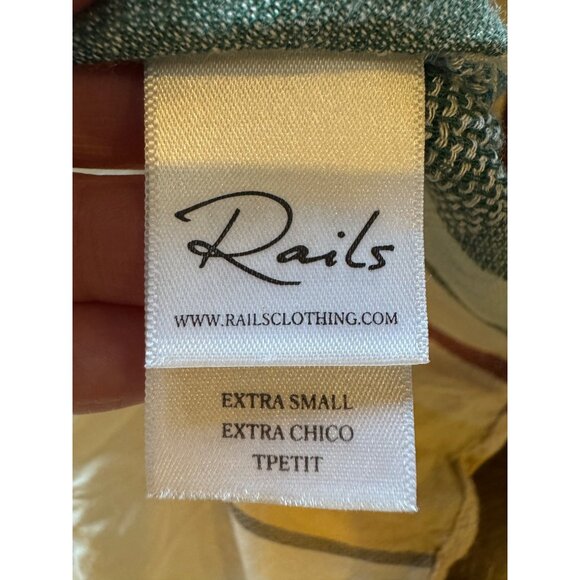 Rails
WWW.RAILSCLOTHING.COM
EXTRA SMALL
EXTRA CHICO
TPETIT